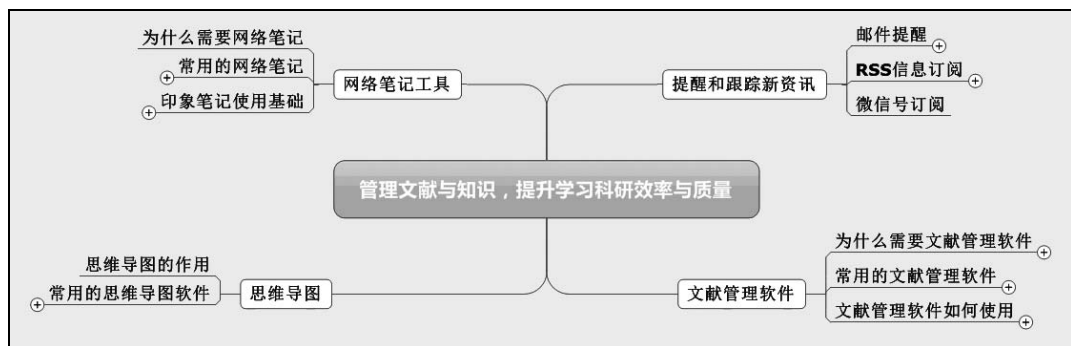 为什么需要网络笔记
常用的网络笔记
印象笔记使用基础
网络笔记工具
邮件提醒
RSS信息订阅
微信号订阅
提醒和跟踪新资讯
管理文献与知识，提升学习科研效率与质量
思维导图的作用
常用的思维导图软件
思维导图
为什么需要文献管理软件
常用的文献管理软件
文献管理软件如何使用
文献管理软件